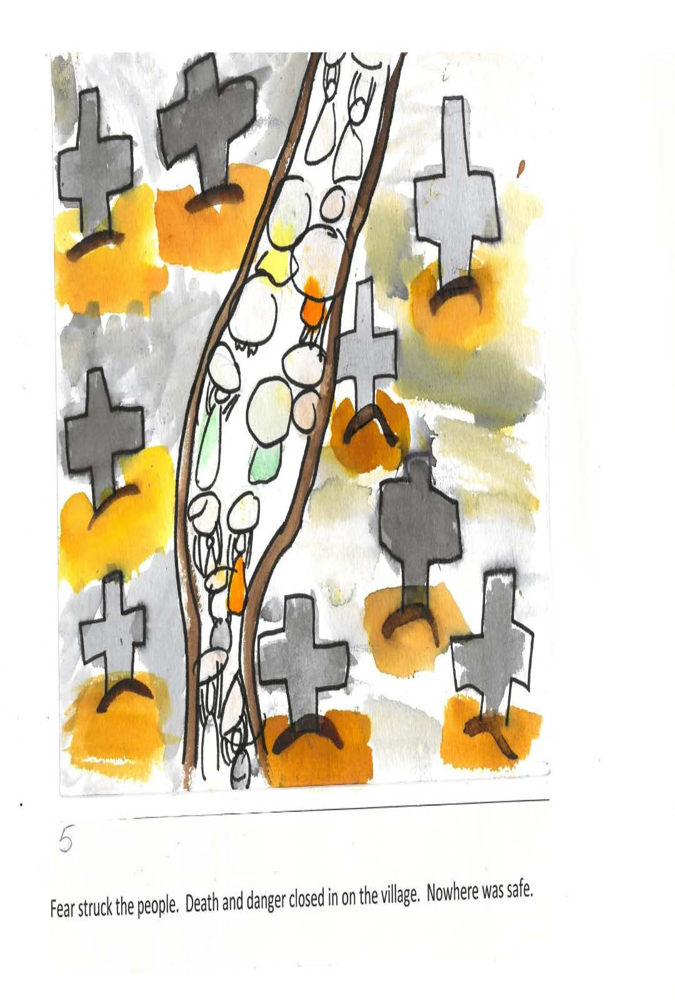 5
Fear struck the people. Death and danger closed in on the village. Nowhere was safe.